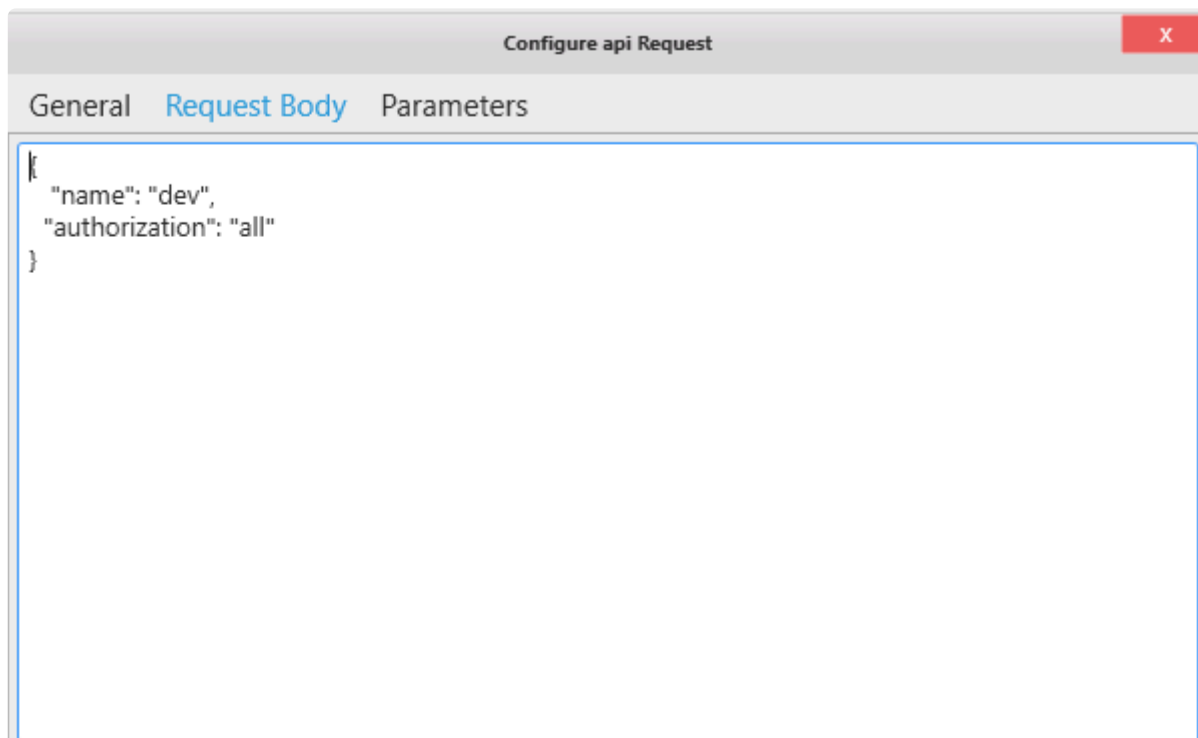 Configure api Request
X
General Request Body Parameters
{
"name": "dev",
"authorization": "all"
}